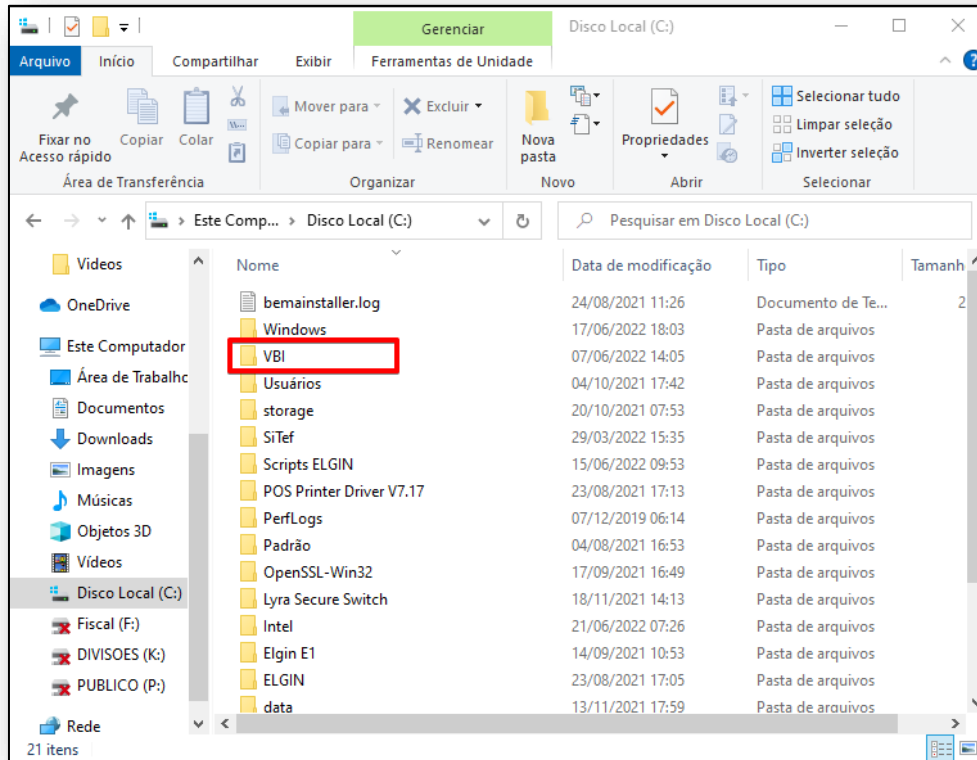 Gerenciar
Disco Local (C:)
Arquivo Início Compartilhar Exibir Ferramentas de Unidade
Fixar no Acesso rápido
Copiar
Colar
Área de Transferência
Mover para
Copiar para
Excluir
Renomear
Organizar
Nova pasta
Novo
Propriedades
Abrir
Selecionar tudo
Limpar seleção
Inverter seleção
Selecionar
Este Comp... > Disco Local (C:)
Pesquisar em Disco Local (C:)
Videos
OneDrive
Este Computador
Área de Trabalhc
Documentos
Downloads
Imagens
Músicas
Objetos 3D
Vídeos
Disco Local (C:)
Fiscal (F:)
DIVISOES (K:)
PUBLICO (P:)
Rede
Nome Data de modificação Tipo Tamanh
bemainstaller.log 24/08/2021 11:26 Documento de Te... 2
Windows 17/06/2022 18:03 Pasta de arquivos
VBI 07/06/2022 14:05 Pasta de arquivos
Usuários 04/10/2021 17:42 Pasta de arquivos
storage 20/10/2021 07:53 Pasta de arquivos
SiTef 29/03/2022 15:35 Pasta de arquivos
Scripts ELGIN 15/06/2022 09:53 Pasta de arquivos
POS Printer Driver V7.17 23/08/2021 17:13 Pasta de arquivos
PerfLogs 07/12/2019 06:14 Pasta de arquivos
Padrão 04/08/2021 16:53 Pasta de arquivos
OpenSSL-Win32 17/09/2021 16:49 Pasta de arquivos
Lyra Secure Switch 18/11/2021 14:13 Pasta de arquivos
Intel 21/06/2022 07:26 Pasta de arquivos
Elgin E1 14/09/2021 10:53 Pasta de arquivos
ELGIN 23/08/2021 17:05 Pasta de arquivos
data 13/11/2021 17:59 Pasta de arquivos
21 itens